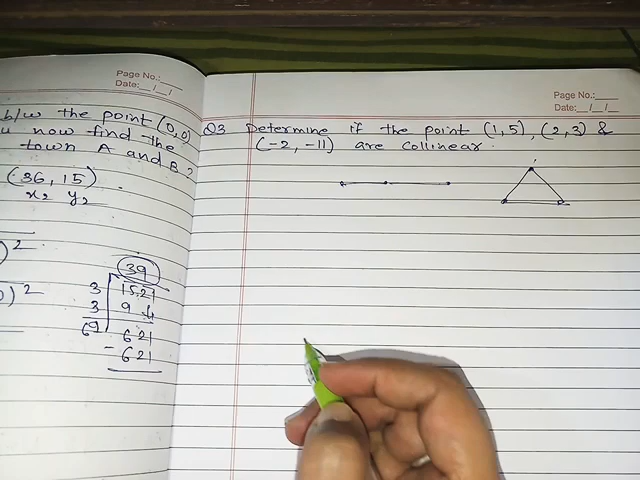 Page No.:
Date: / /
b/w the point (0,0)
u now find the
town A and B?
(36, 15)
x₂ y₂
)²
0)²
39
3 1521
3 9
69 621
- 621
Page No.:
Date: / /
Q3 Determine if the point (1,5), (2,3) &
(-2, -11) are collinear.